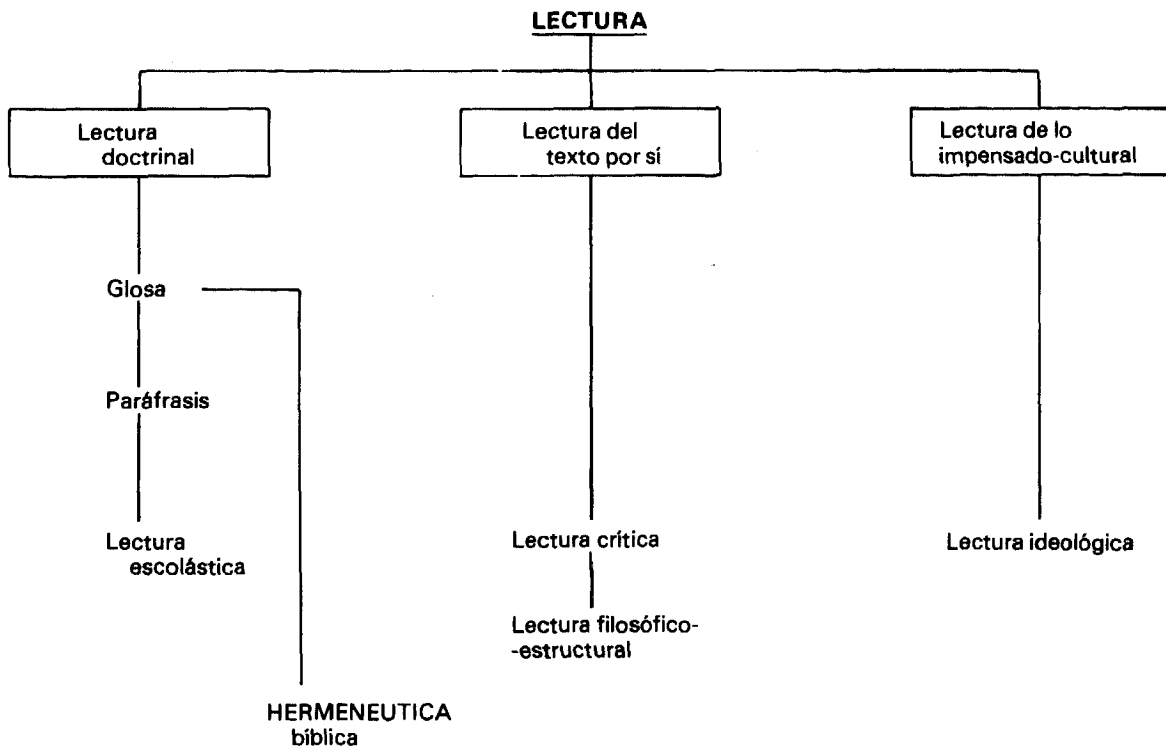 LECTURA
Lectura
doctrinal
Lectura del
texto por sí
Lectura de lo
impensado-cultural
Glosa
Paráfrasis
Lectura
escolástica
Lectura crítica
Lectura ideológica
Lectura filosófico-
-estructural
HERMENEUTICA
bíblica